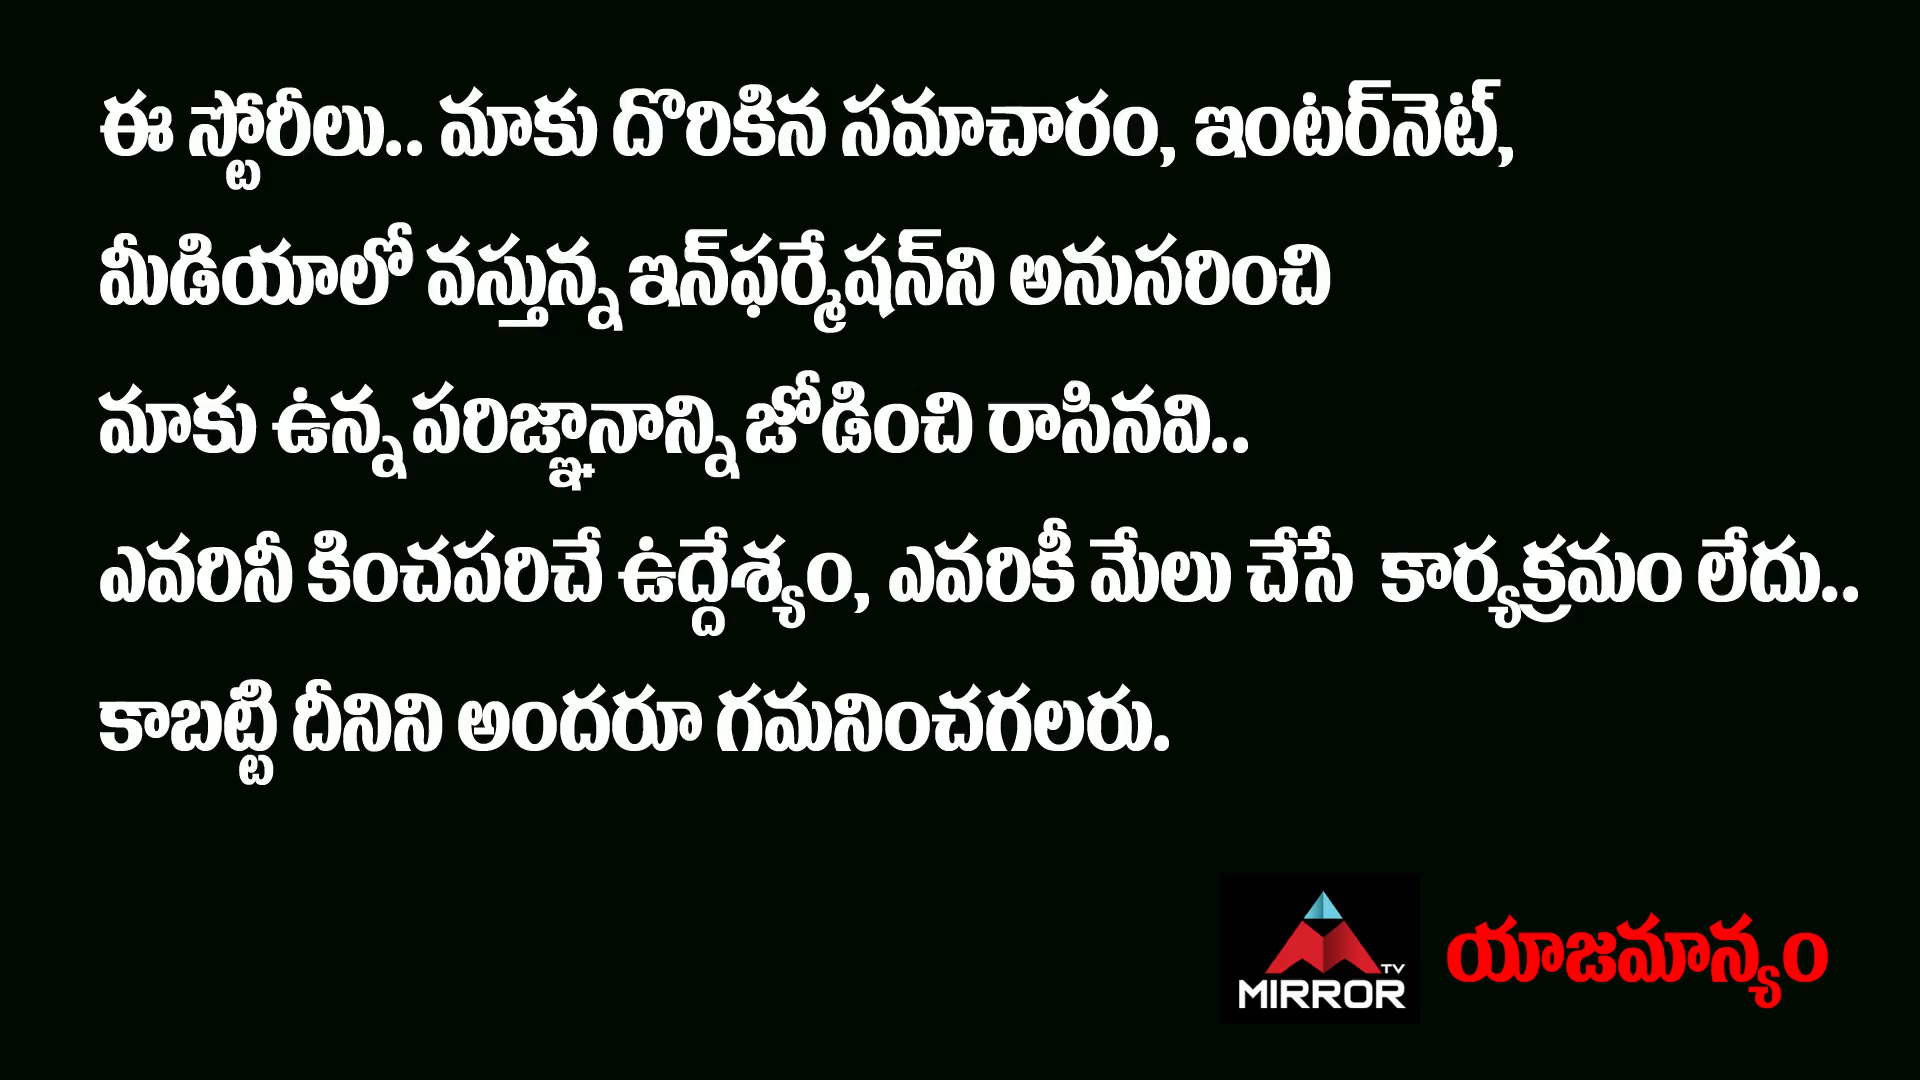 ఈ స్టోరీలు.. మాకు దొరికిన సమాచారం, ఇంటర్‌నెట్,
మీడియాలో వస్తున్న ఇన్‌ఫర్మేషన్‌ని అనుసరించి
మాకు ఉన్న పరిజ్ఞానాన్ని జోడించి రాసినవి..
ఎవరినీ కించపరిచే ఉద్దేశ్యం, ఎవరికీ మేలు చేసే కార్యక్రమం లేదు..
కాబట్టి దీనిని అందరూ గమనించగలరు.
TV
MIRROR
యాజమాన్యం